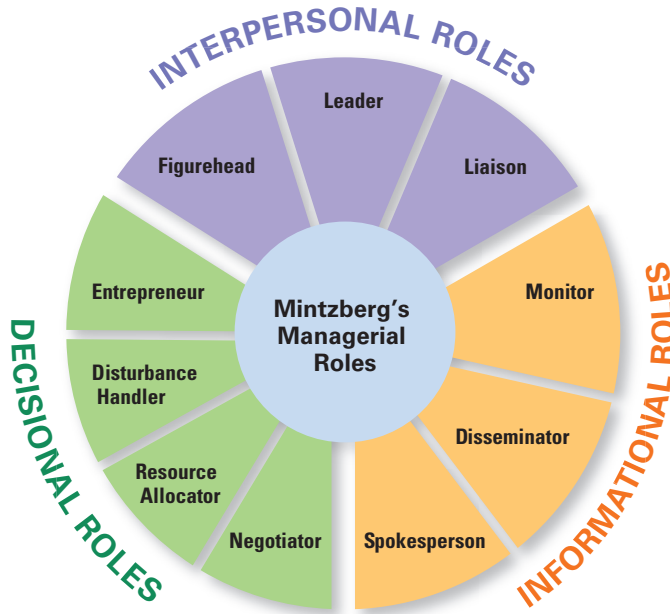 INTERPERSONAL ROLES
Leader
Figurehead
Liaison
Entrepreneur
Monitor
Mintzberg's
Managerial
Roles
Disturbance
Handler
Disseminator
Resource
Allocator
Negotiator
Spokesperson
DECISIONAL ROLES
INFORMATIONAL ROLES